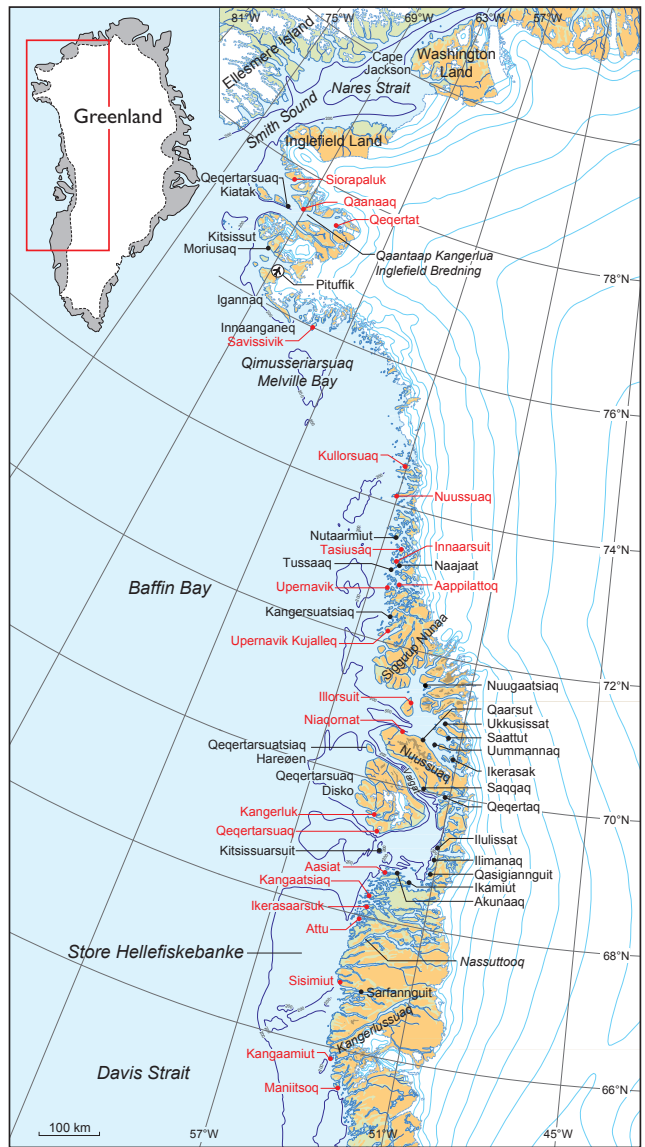 81°W
75°W
69°W
63°W
57°W
Greenland
Ellesmere Island
Cape
Jackson
Washington
Land
Nares Strait
Smith Sound
Inglefield Land
Qeqertarsuaq
Kiatak
Siorapaluk
Qaanaaq
Qeqertat
Kitsissut
Moriusaq
Qaantaap Kangerlua
Inglefield Bredning
Pituffik
78°N
Igannaq
Innaanganeq
Savissivik
Qimusseriarsuaq
Melville Bay
76°N
Kullorsuaq
Nuussuaq
Nutaarmiut
Tasiusaq
Innaarsuit
74°N
Tussaaq
Naajaat
Baffin Bay
Upernavik
Aappilattoq
Kangersuatsiaq
Upernavik Kujalleq
Sigguup Nunaa
72°N
Nuugaatsiaq
Illorsuit
Qaarsut
Niaqornat
Ukkusissat
Saattut
Qeqertarsuatsiaq
Hareøen
Uummannaq
Nuussuaq
Ikerasak
Qeqertarsuaq
Disko
Vaigat
Saqqaq
Qeqertaq
70°N
Kangerluk
Qeqertarsuaq
Ilulissat
Kitsissuarsuit
Ilimanaq
Aasiat
Qasigiannguit
Kangaatsiaq
Ikamiut
Akunaaq
Ikerasaarsuk
Attu
Store Hellefiskebanke
68°N
Nassuttooq
Sisimiut
Sarfannguit
Kangerlussuaq
Kangaamiut
Davis Strait
Maniitsoq
66°N
100 km
57°W
51°W
45°W